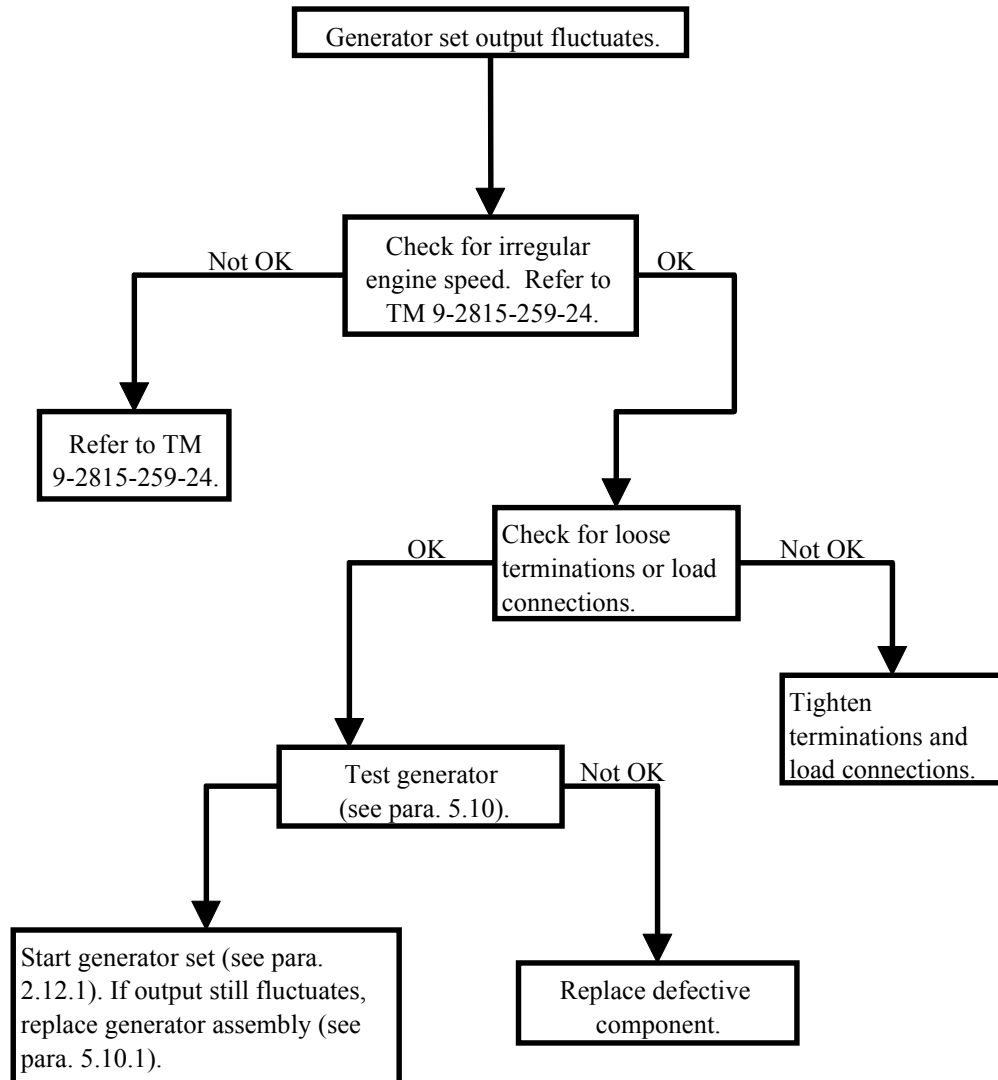 Generator set output fluctuates.
Check for irregular
engine speed. Refer to
TM 9-2815-259-24.
Not OK
OK
Refer to TM
9-2815-259-24.
Check for loose
terminations or load
connections.
OK
Not OK
Tighten
terminations and
load connections.
Test generator
(see para. 5.10).
Not OK
Start generator set (see para.
2.12.1). If output still fluctuates,
replace generator assembly (see
para. 5.10.1).
Replace defective
component.